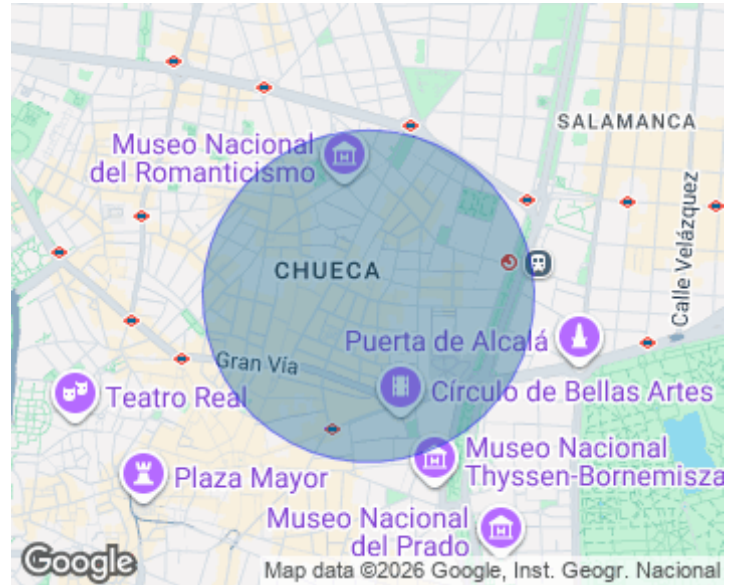 Museo Nacional
del Romanticismo
SALAMANCA
Calle Velázquez
CHUECA
Puerta de Alcalá
Gran Vía
Teatro Real
Círculo de Bellas Artes
Museo Nacional
Thyssen-Bornemisza
Plaza Mayor
Museo Nacional
del Prado
Google
Map data ©2026 Google, Inst. Geogr. Nacional